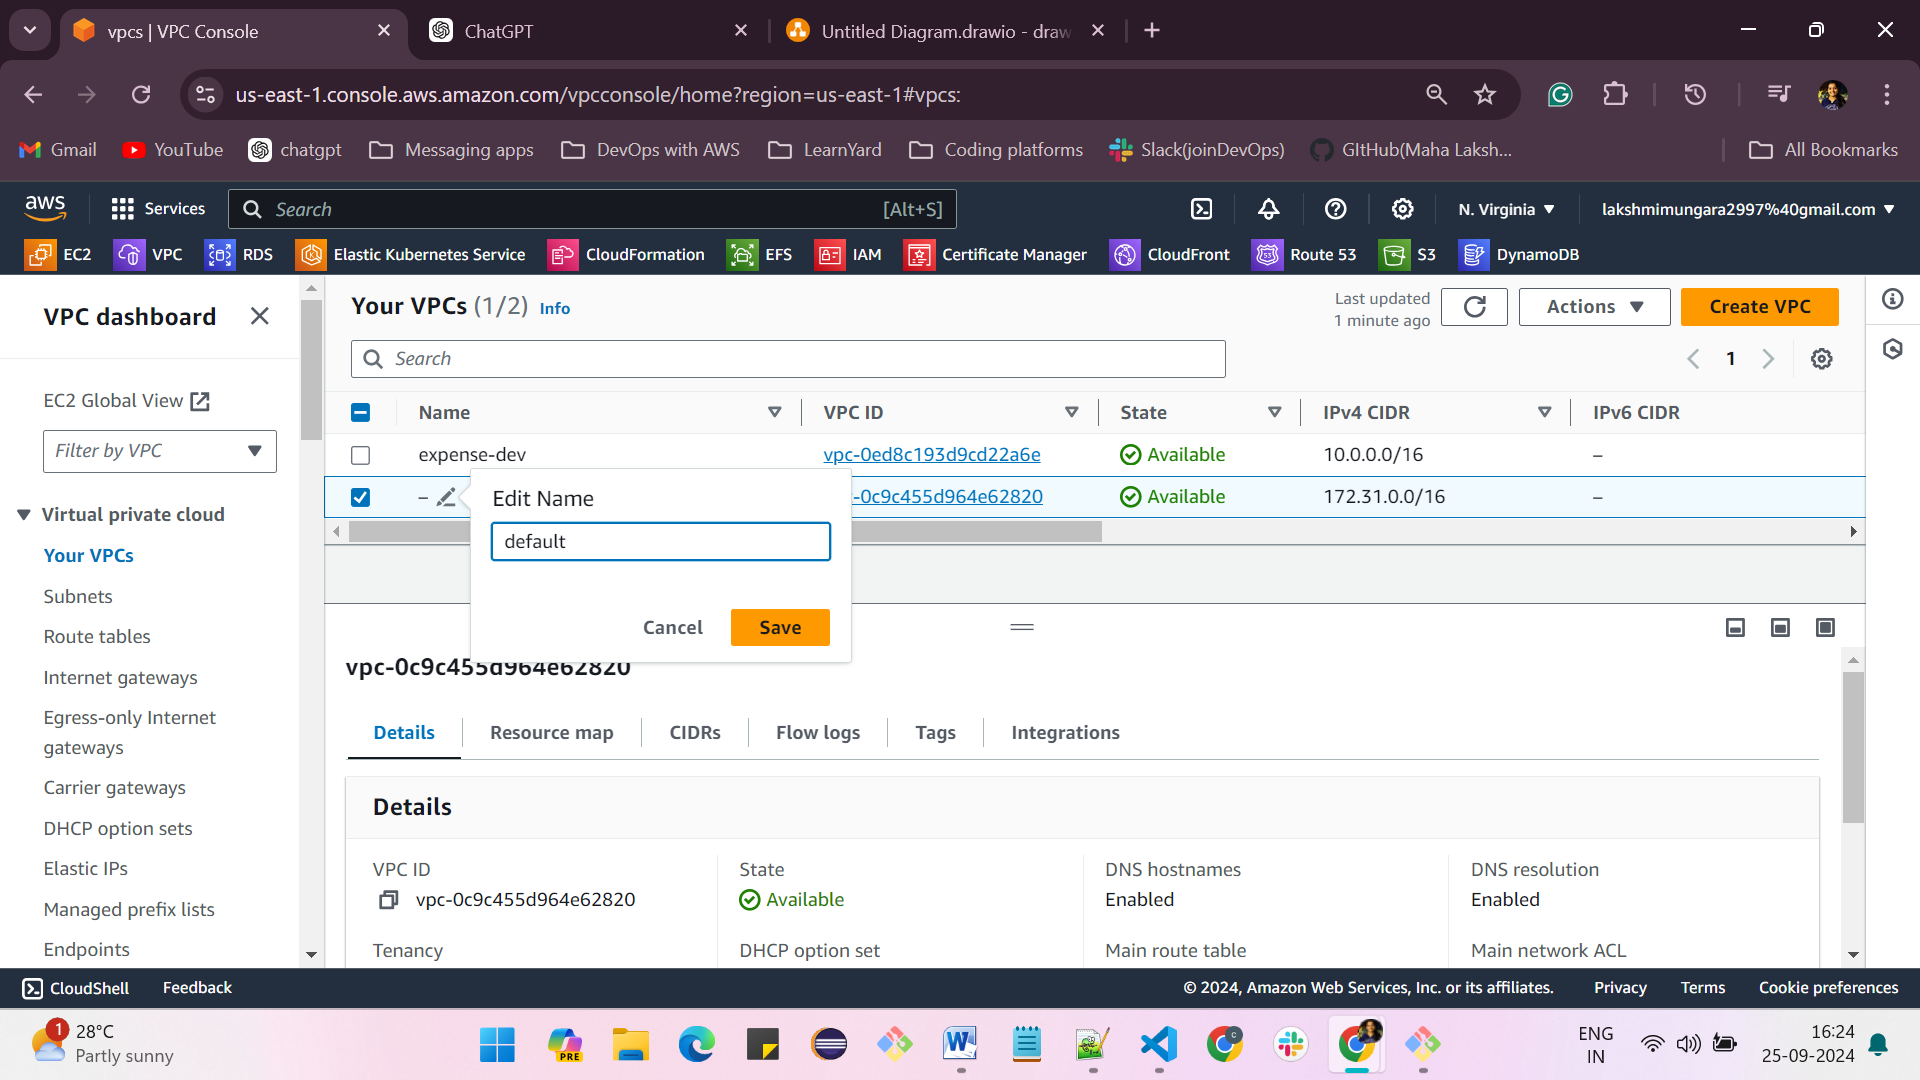 vpcs | VPC Console
ChatGPT
Untitled Diagram.drawio - draw
us-east-1.console.aws.amazon.com/vpcconsole/home?region=us-east-1#vpcs:
Gmail
YouTube
chatgpt
Messaging apps
DevOps with AWS
LearnYard
Coding platforms
Slack(joinDevOps)
GItHub(Maha Laksh...
All Bookmarks
aws
Services
Search
[Alt+S]
N. Virginia
lakshmimungara2997%40gmail.com
EC2
VPC
RDS
Elastic Kubernetes Service
CloudFormation
EFS
IAM
Certificate Manager
CloudFront
Route 53
S3
DynamoDB
VPC dashboard
EC2 Global View
Filter by VPC
Virtual private cloud
Your VPCs
Subnets
Route tables
Internet gateways
Egress-only Internet
gateways
Carrier gateways
DHCP option sets
Elastic IPs
Managed prefix lists
Endpoints
Your VPCs (1/2) Info
Last updated
1 minute ago
Actions
Create VPC
Search
1
Name
VPC ID
State
IPv4 CIDR
IPv6 CIDR
expense-dev
vpc-0ed8c193d9cd22a6e
Available
10.0.0.0/16
–
–
-0c9c455d964e62820
Available
172.31.0.0/16
–
Edit Name
default
Cancel
Save
vpc-0c9c455d964e62820
Details
Resource map
CIDRs
Flow logs
Tags
Integrations
Details
VPC ID
vpc-0c9c455d964e62820
State
Available
DNS hostnames
Enabled
DNS resolution
Enabled
Tenancy
DHCP option set
Main route table
Main network ACL
CloudShell
Feedback
© 2024, Amazon Web Services, Inc. or its affiliates.
Privacy
Terms
Cookie preferences
1
28°C
Partly sunny
PRE
C
ENG
IN
16:24
25-09-2024